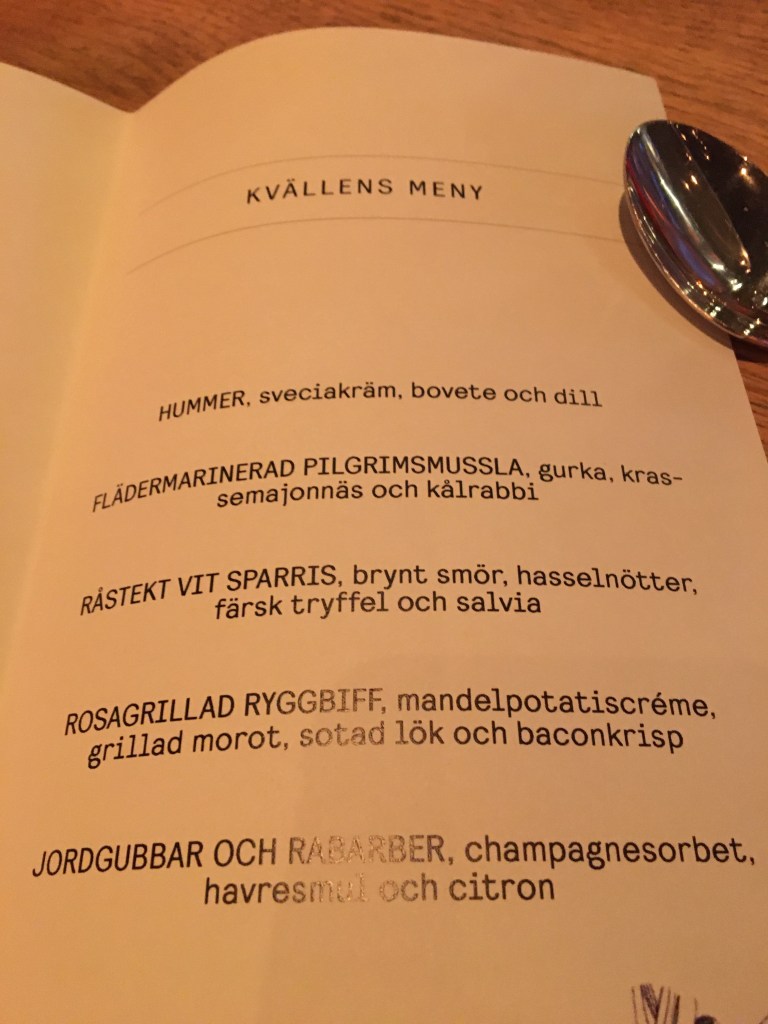 KVÄLLENS MENY
HUMMER, sveciakräm, bovete och dill
FLÄDERMARINERAD PILGRIMSMUSSLA, gurka, kras-
semajonnäs och kålrabbi
RÅSTEKT VIT SPARRIS, brynt smör, hasselnötter,
färsk tryffel och salvia
ROSAGRILLAD RYGGBIFF, mandelpotatiscréme,
grillad morot, sotad lök och baconkrisp
JORDGUBBAR OCH RABARBER, champagnesorbet,
havresmul och citron